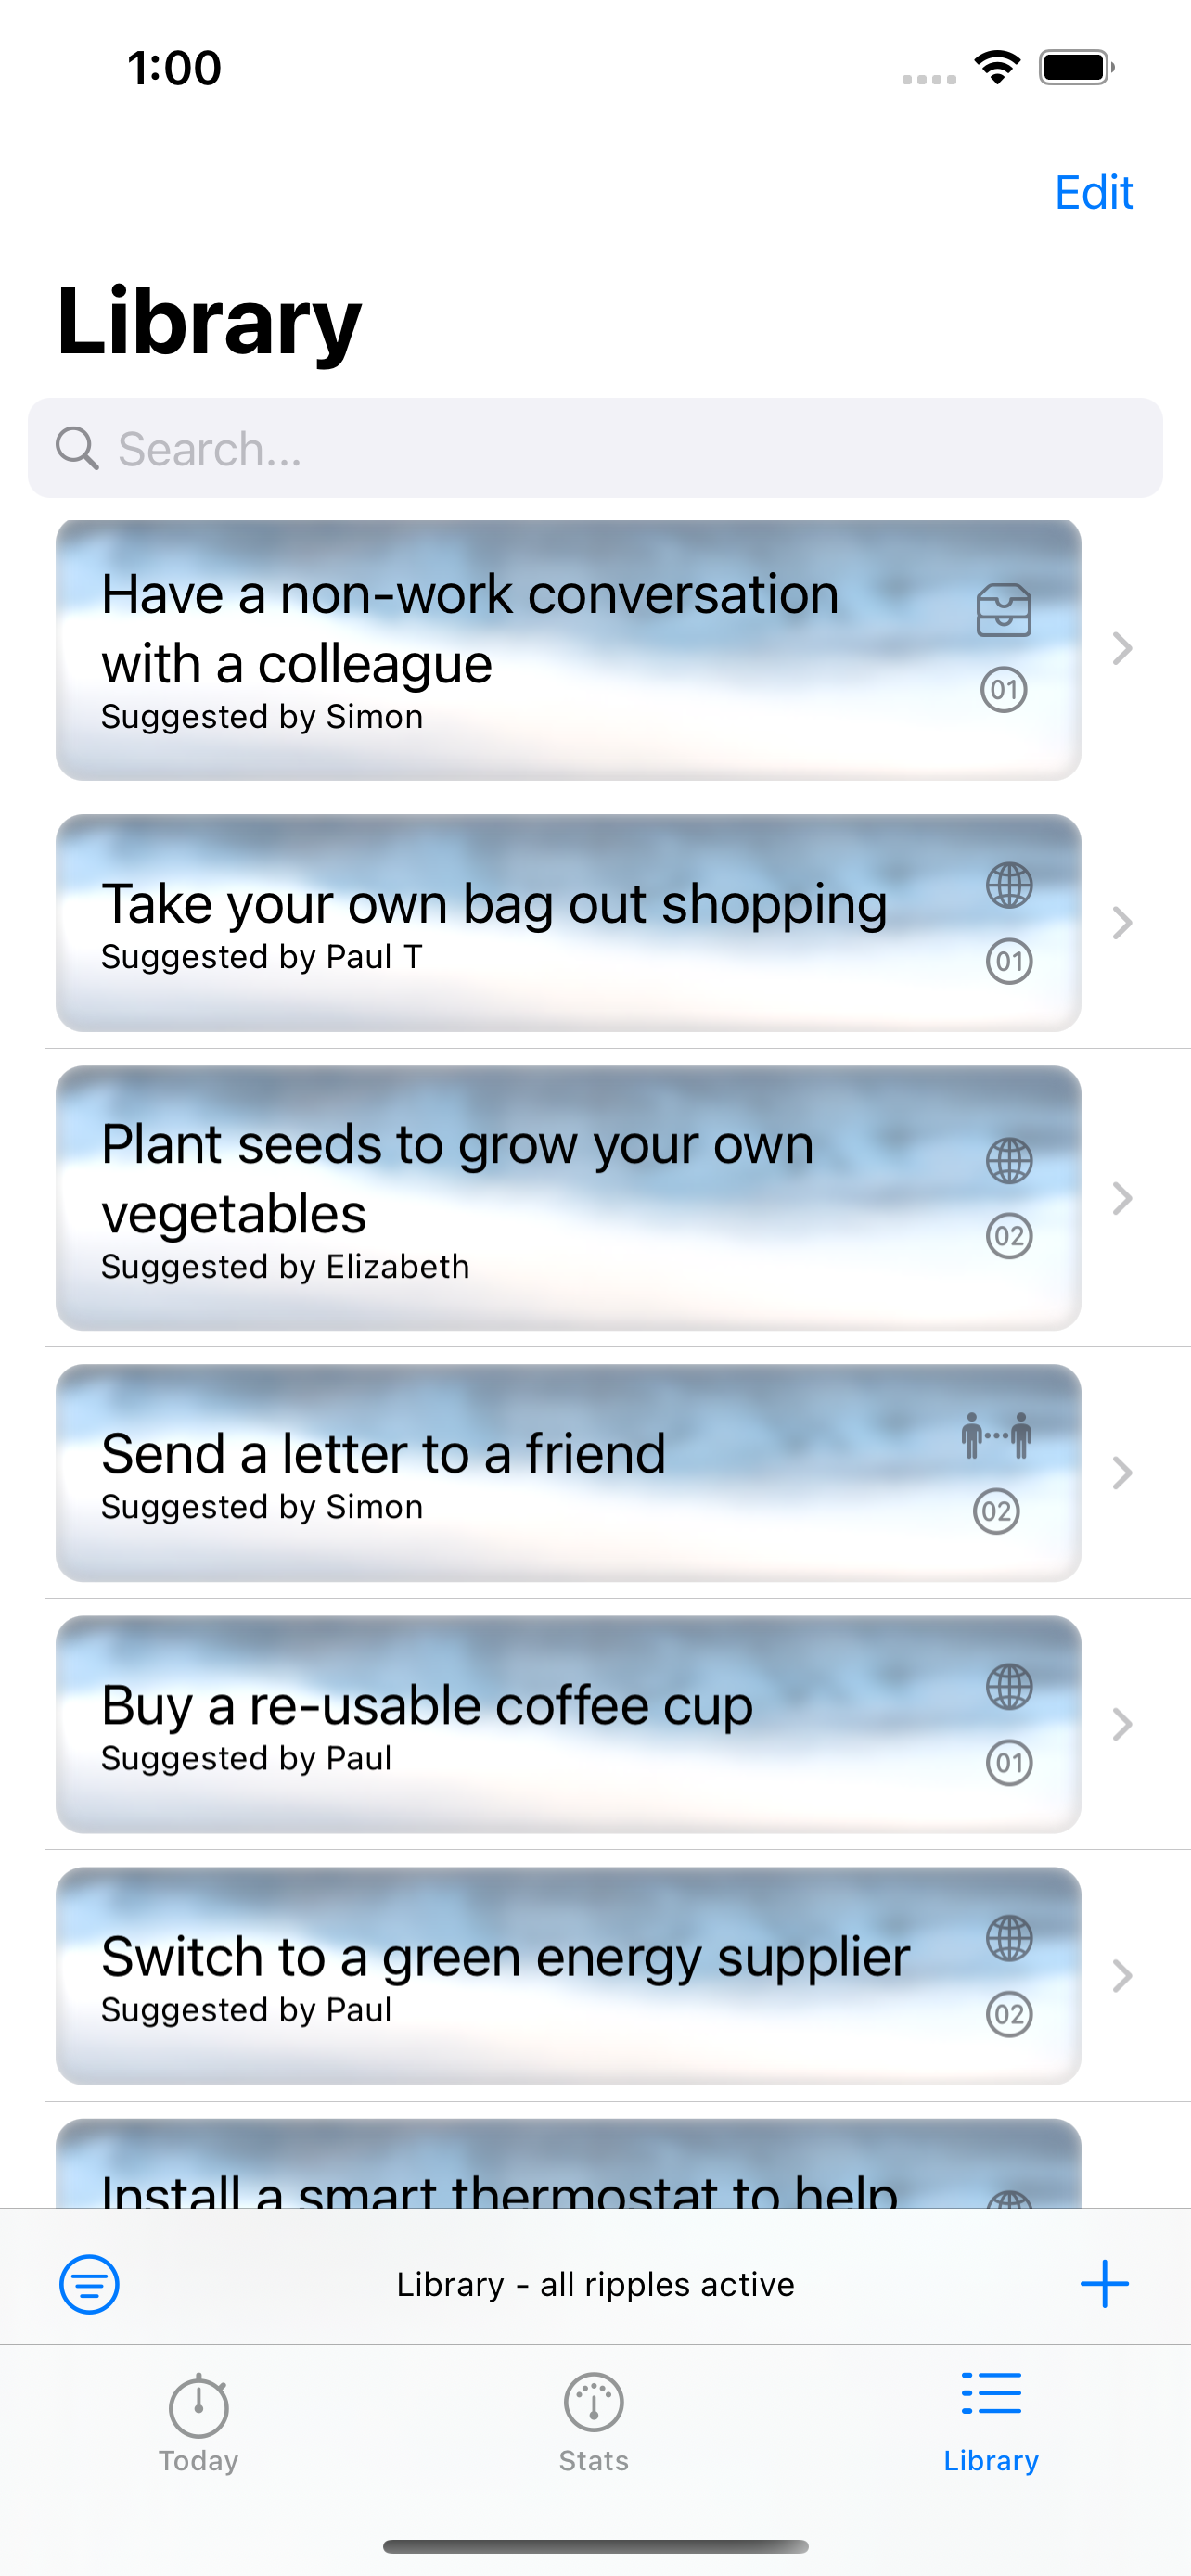 1:00
Edit
Library
Search...
Have a non-work conversation
with a colleague
Suggested by Simon
01
Take your own bag out shopping
Suggested by Paul T
01
Plant seeds to grow your own
vegetables
Suggested by Elizabeth
02
Send a letter to a friend
Suggested by Simon
02
Buy a re-usable coffee cup
Suggested by Paul
01
Switch to a green energy supplier
Suggested by Paul
02
Install a smart thermostat to help
Library - all ripples active
Today
Stats
Library